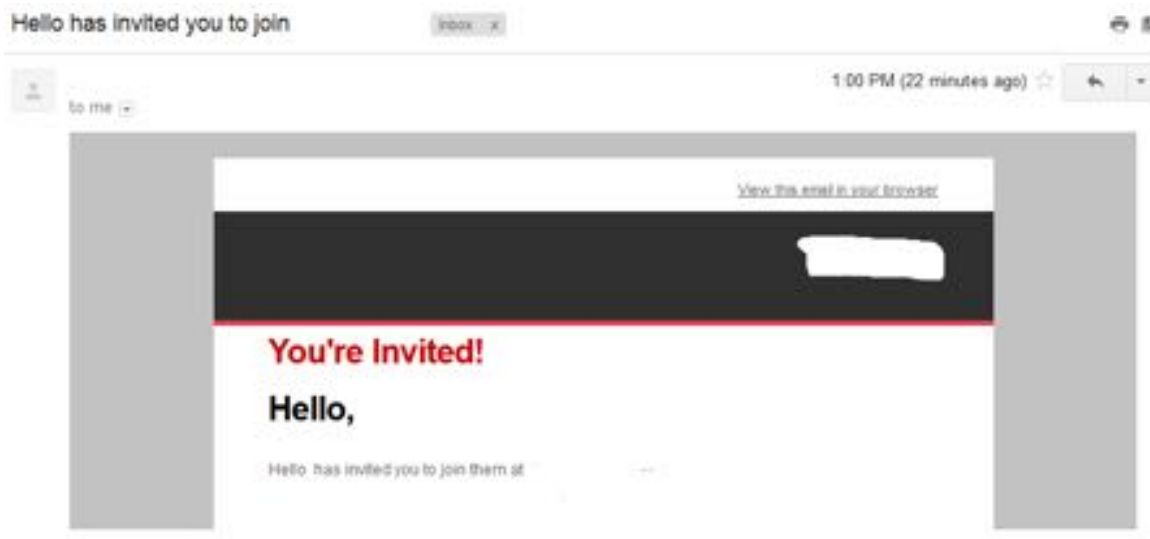 Hello has invited you to join
Inbox x
1:00 PM (22 minutes ago)
to me
View this email in your browser
You're Invited!
Hello,
Hello has invited you to join them at